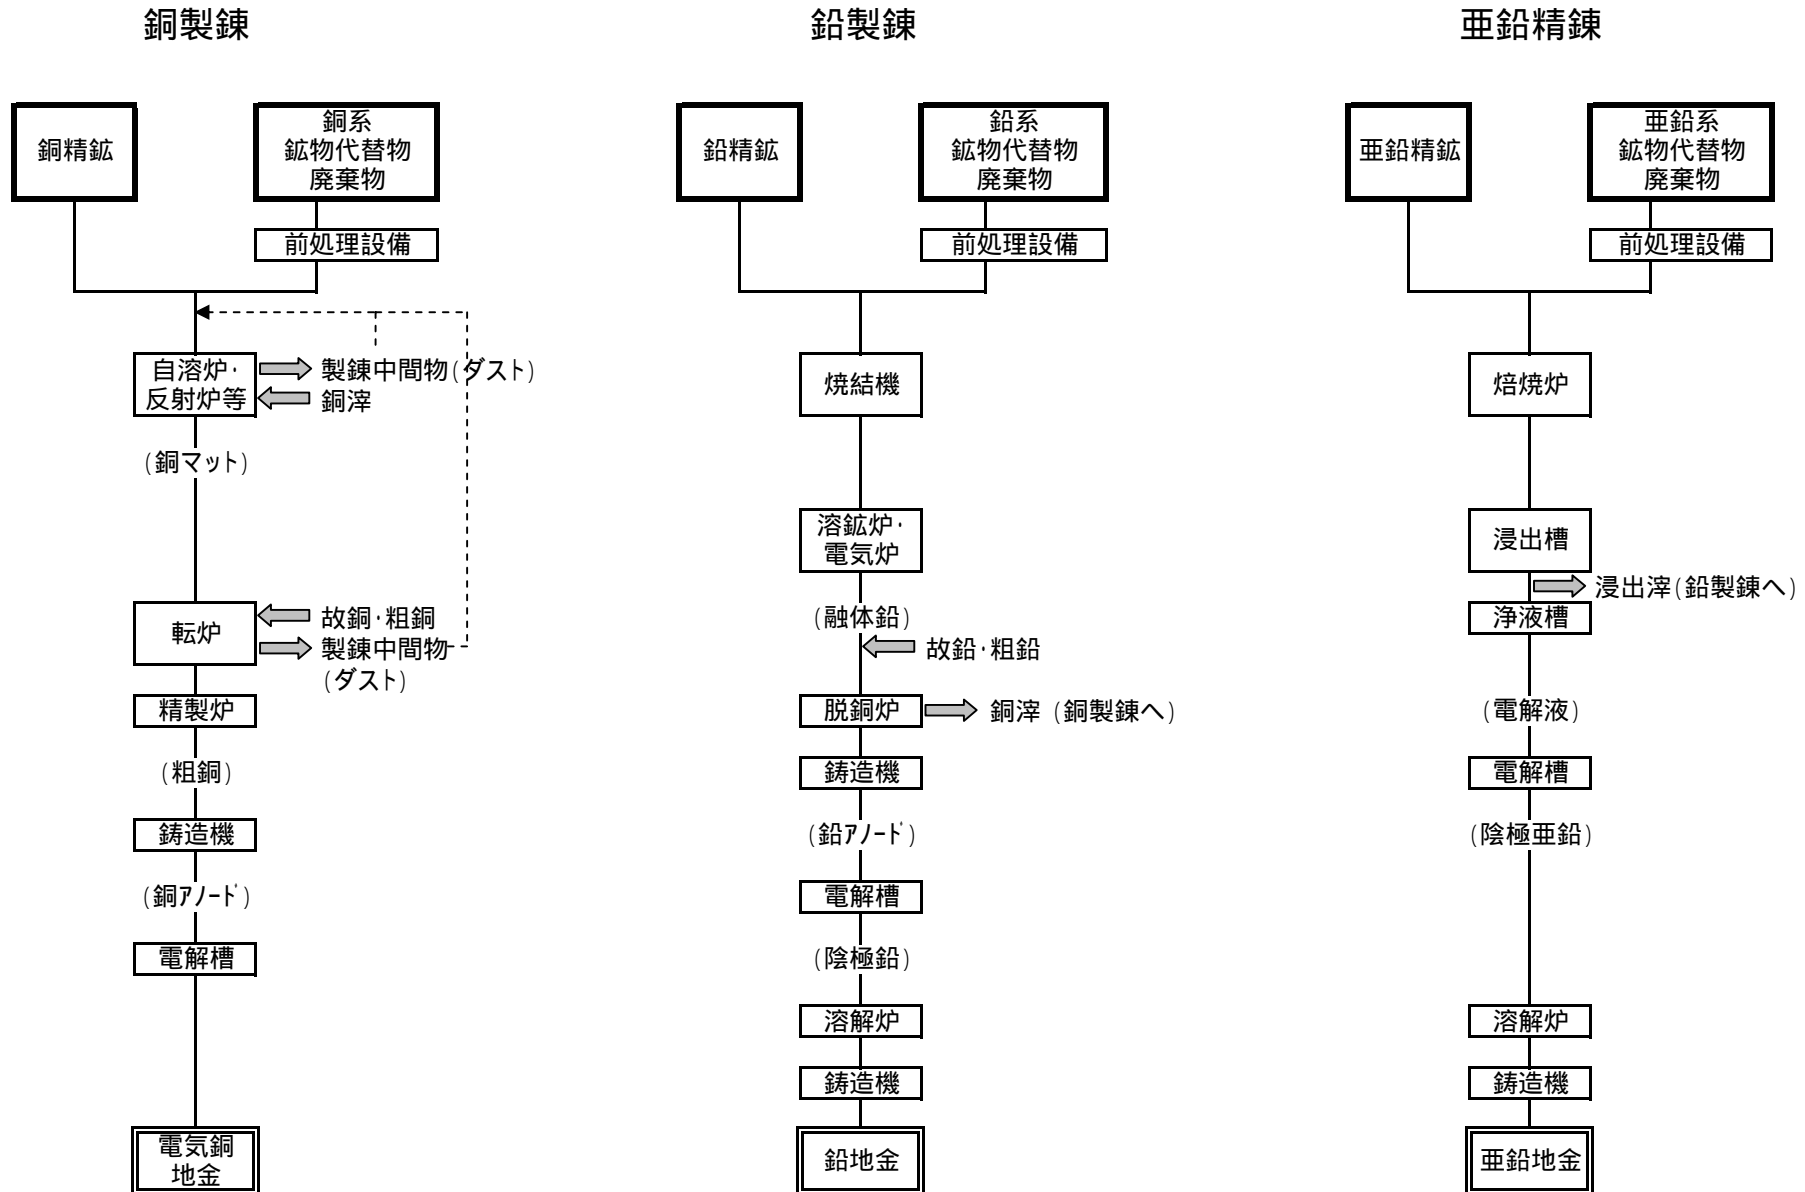 銅製錬
銅精鉱
銅系
鉱物代替物
廃棄物
前処理設備
自溶炉・
反射炉等
製錬中間物(ダスト)
銅滓
(銅マット)
転炉
故銅・粗銅
製錬中間物
(ダスト)
精製炉
(粗銅)
鋳造機
(銅ｱﾉｰﾄﾞ)
電解槽
電気銅
地金
鉛製錬
鉛精鉱
鉛系
鉱物代替物
廃棄物
前処理設備
焼結機
溶鉱炉・
電気炉
(融体鉛)
故鉛・粗鉛
脱銅炉
銅滓 (銅製錬へ)
鋳造機
(鉛ｱﾉｰﾄﾞ)
電解槽
(陰極鉛)
溶解炉
鋳造機
鉛地金
亜鉛精錬
亜鉛精鉱
亜鉛系
鉱物代替物
廃棄物
前処理設備
焙焼炉
浸出槽
浸出滓(鉛製錬へ)
浄液槽
(電解液)
電解槽
(陰極亜鉛)
溶解炉
鋳造機
亜鉛地金